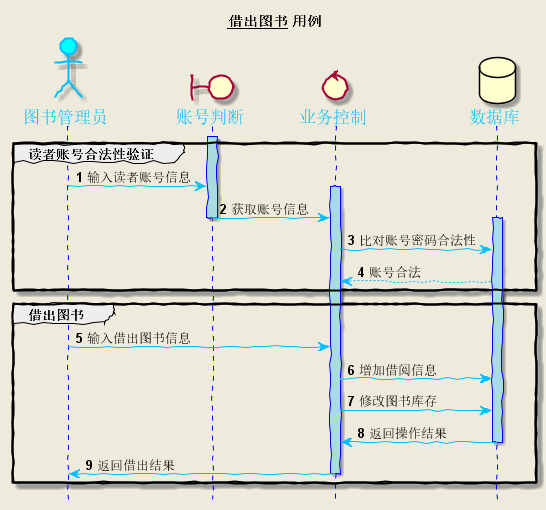 借出图书 用例
图书管理员
账号判断
业务控制
数据库
读者账号合法性验证
1 输入读者账号信息
2 获取账号信息
3 比对账号密码合法性
4 账号合法
借出图书
5 输入借出图书信息
6 增加借阅信息
7 修改图书库存
8 返回操作结果
9 返回借出结果